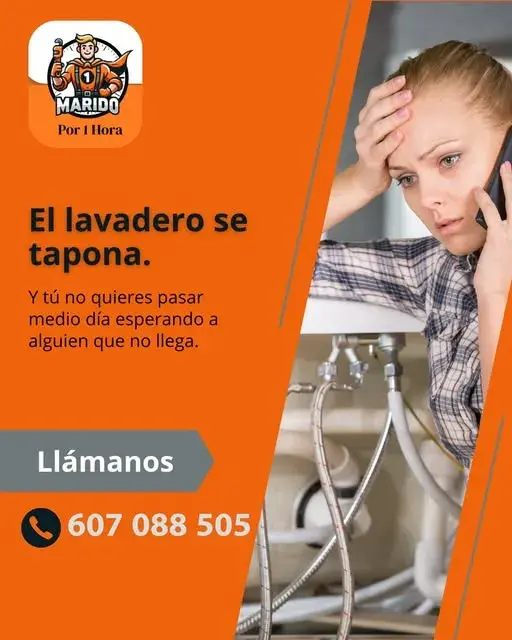 1
MARIDO
Por 1 Hora
El lavadero se
tapona.
Y tú no quieres pasar
medio día esperando a
alguien que no llega.
Llámanos
607 088 505